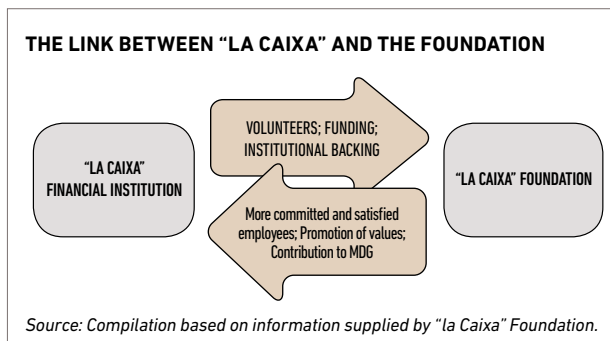 THE LINK BETWEEN “LA CAIXA” AND THE FOUNDATION
VOLUNTEERS; FUNDING;
INSTITUTIONAL BACKING
“LA CAIXA”
FINANCIAL INSTITUTION
“LA CAIXA” FOUNDATION
More committed and satisfied
employees; Promotion of values;
Contribution to MDG
Source: Compilation based on information supplied by “la Caixa” Foundation.